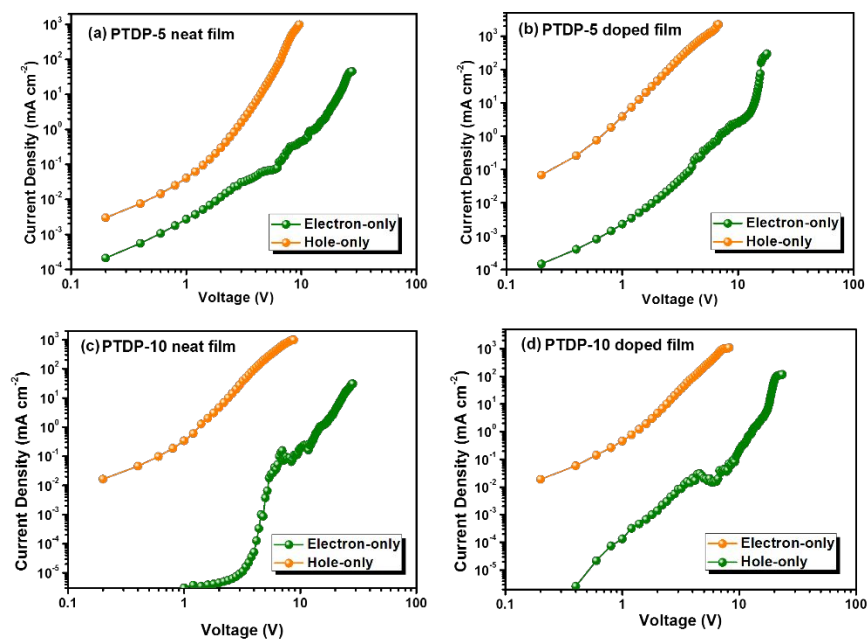 (a) PTDP-5 neat film
10³
10²
10¹
10⁰
10⁻¹
10⁻²
10⁻³
10⁻⁴
Current Density (mA cm⁻²)
Electron-only
Hole-only
0.1 1 10 100
Voltage (V)
(b) PTDP-5 doped film
10³
10²
10¹
10⁰
10⁻¹
10⁻²
10⁻³
10⁻⁴
Current Density (mA cm⁻²)
Electron-only
Hole-only
0.1 1 10 100
Voltage (V)
(c) PTDP-10 neat film
10³
10²
10¹
10⁰
10⁻¹
10⁻²
10⁻³
10⁻⁴
10⁻⁵
Current Density (mA cm⁻²)
Electron-only
Hole-only
0.1 1 10 100
Voltage (V)
(d) PTDP-10 doped film
10³
10²
10¹
10⁰
10⁻¹
10⁻²
10⁻³
10⁻⁴
10⁻⁵
Current Density (mA cm⁻²)
Electron-only
Hole-only
0.1 1 10 100
Voltage (V)